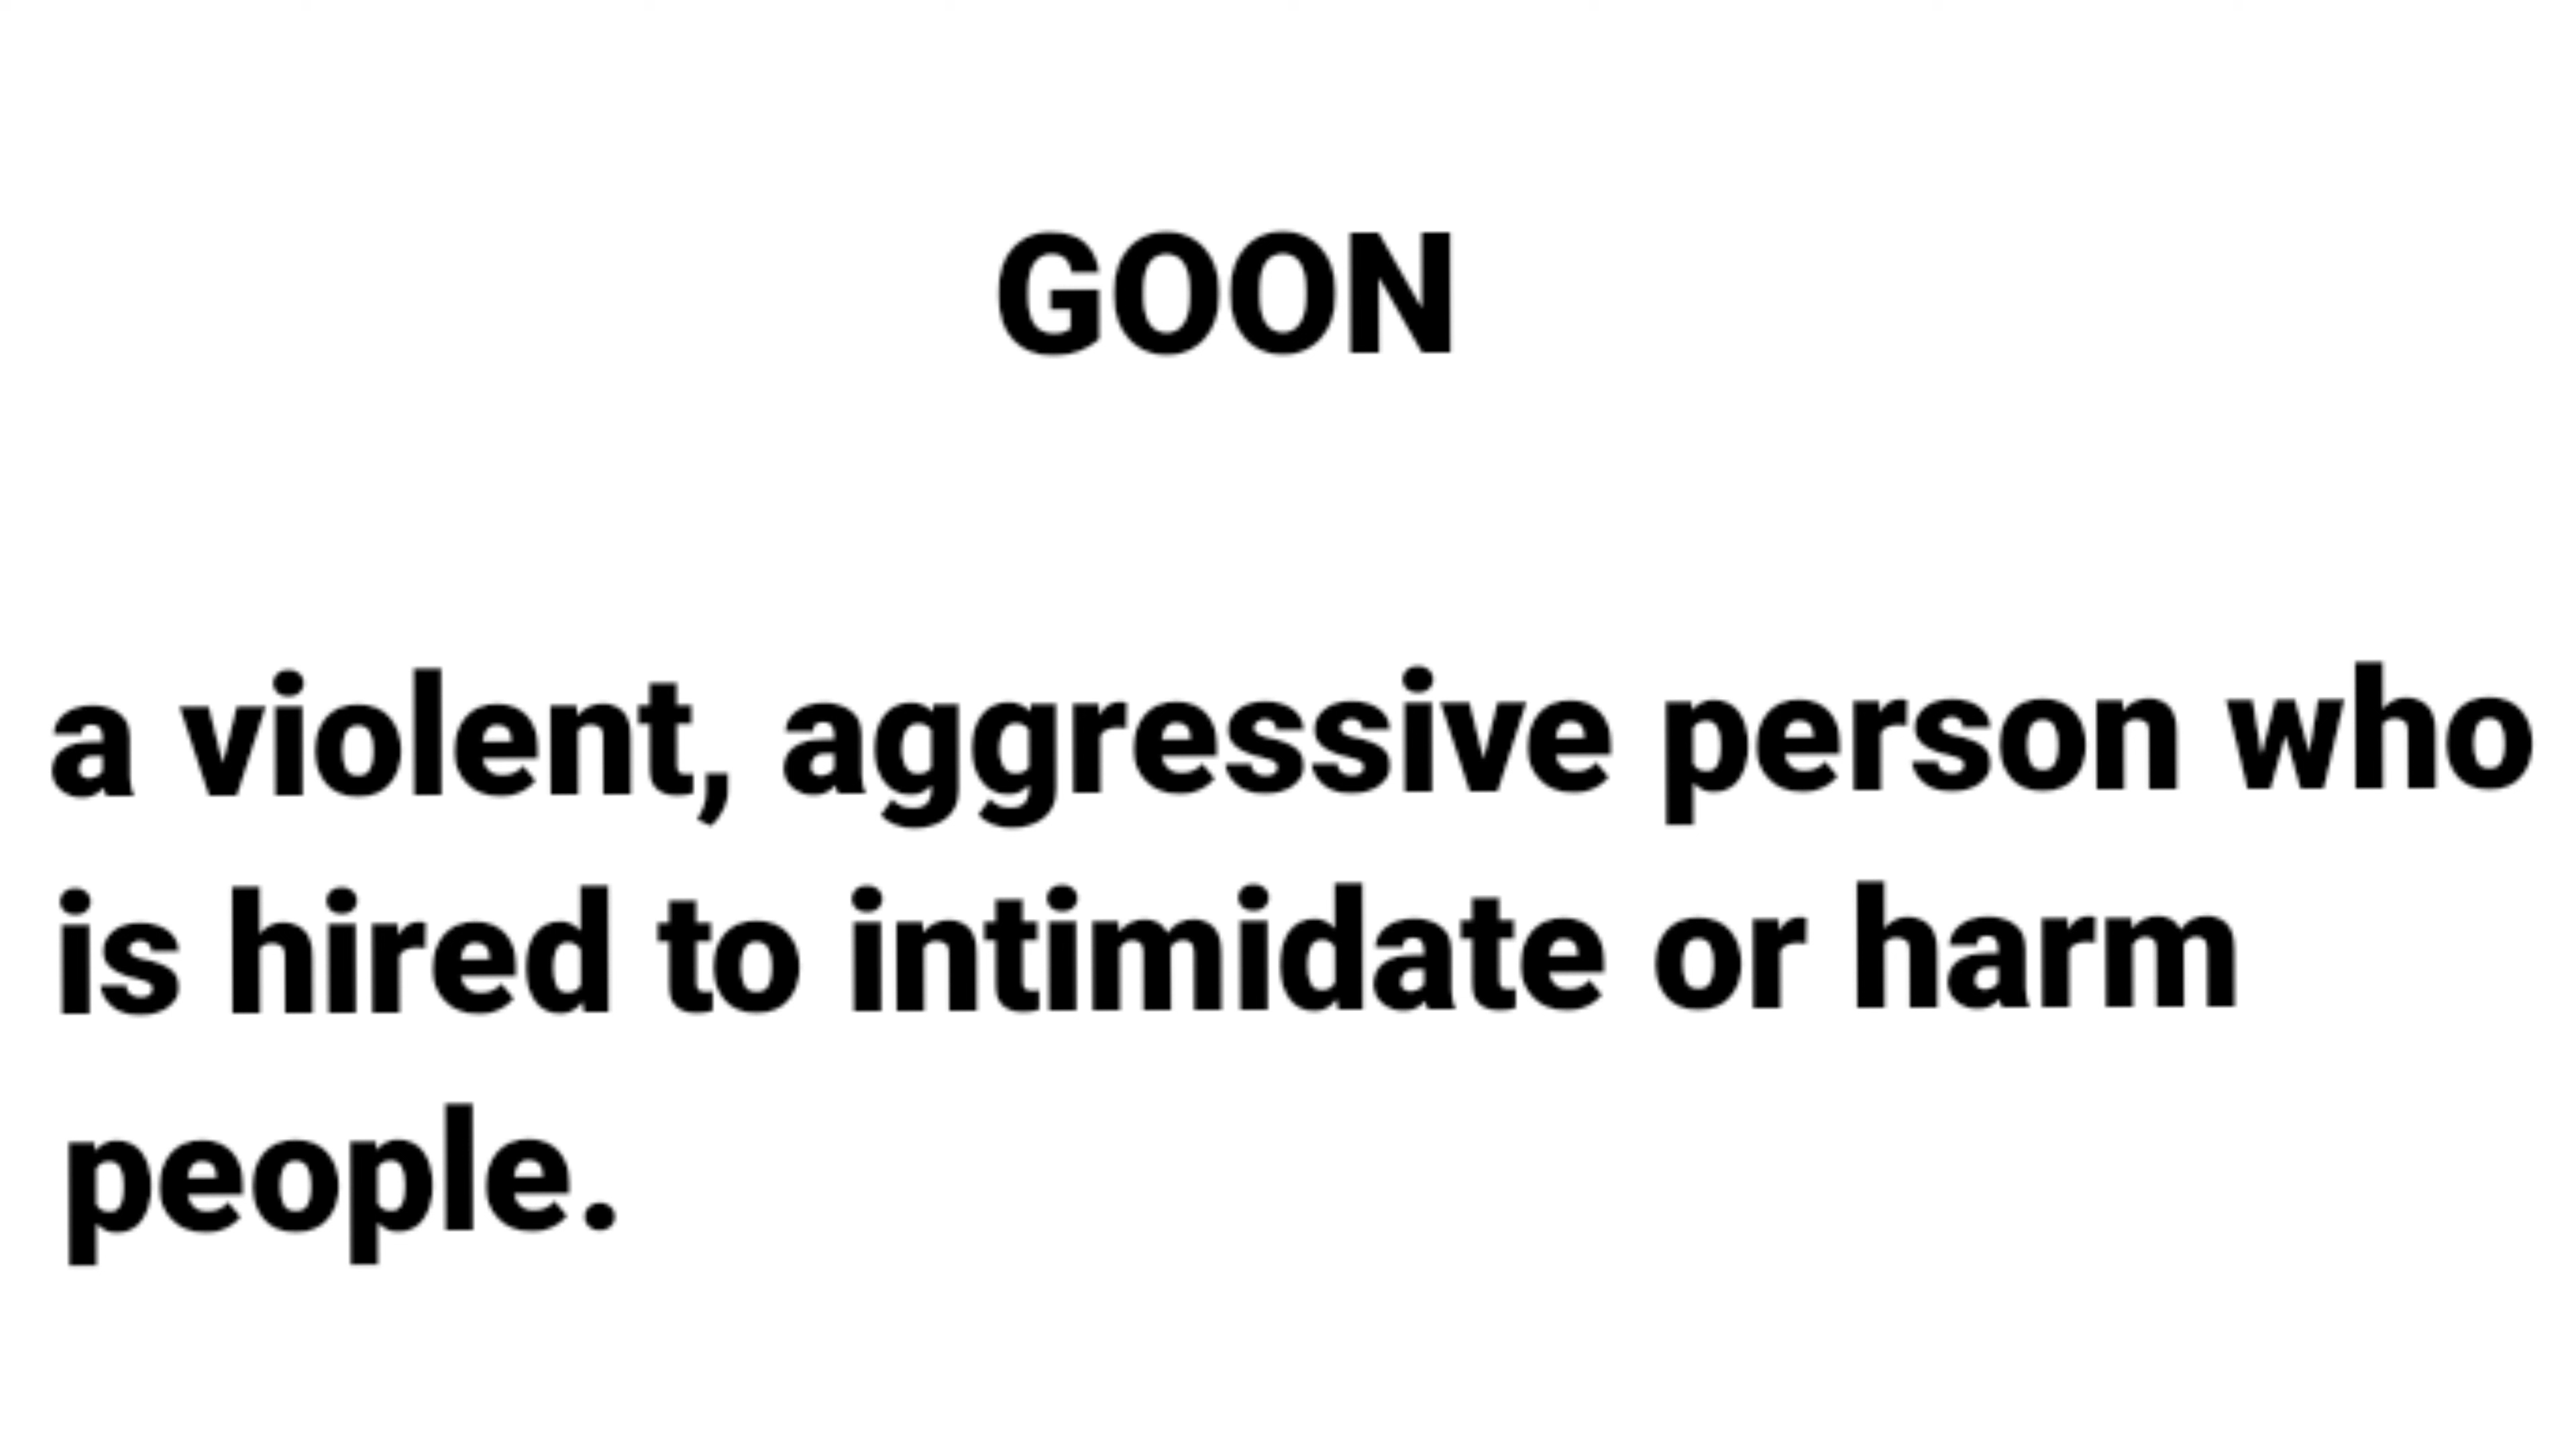 GOON
a violent, aggressive person who
is hired to intimidate or harm
people.